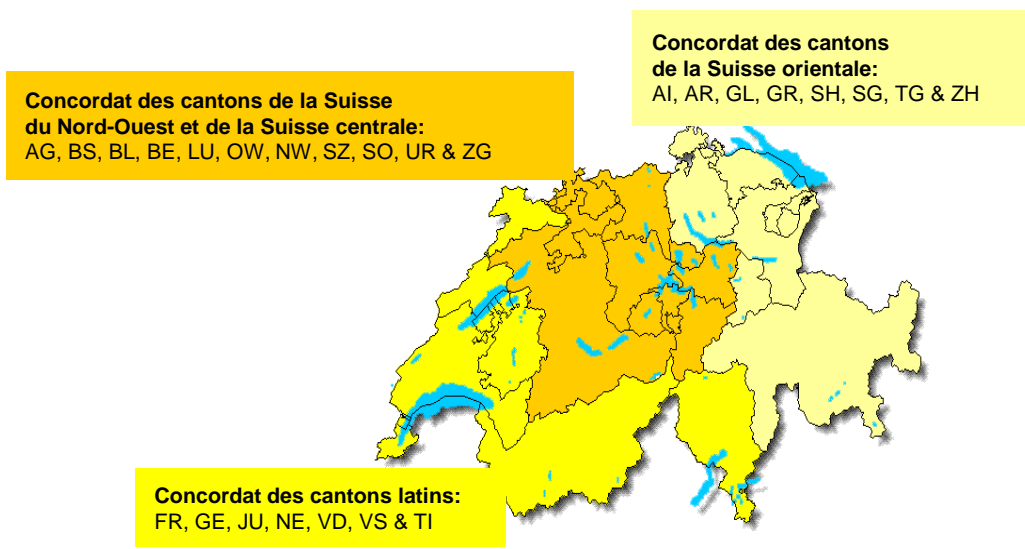 Concordat des cantons
de la Suisse orientale:
AI, AR, GL, GR, SH, SG, TG & ZH
Concordat des cantons de la Suisse
du Nord-Ouest et de la Suisse centrale:
AG, BS, BL, BE, LU, OW, NW, SZ, SO, UR & ZG
Concordat des cantons latins:
FR, GE, JU, NE, VD, VS & TI